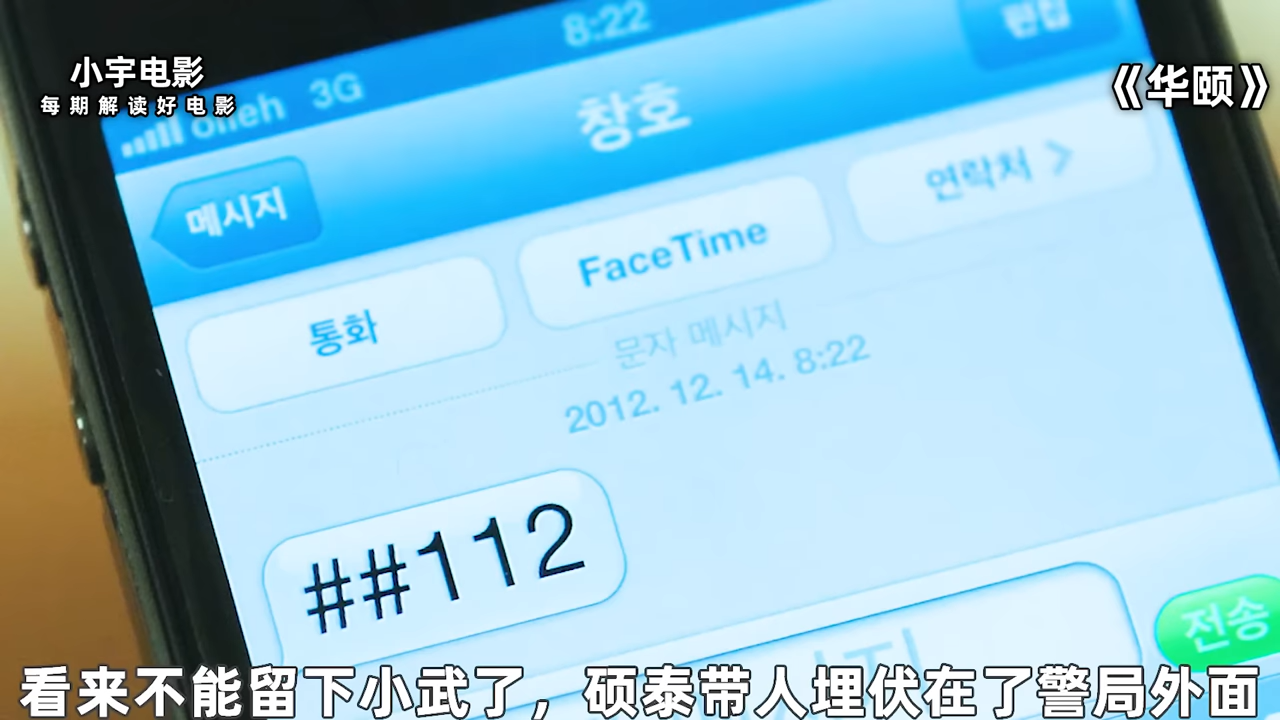 8:22
편집
小宇电影
《华颐》
每期解读好电影
olleh 3G
창호
메시지
연락처
FaceTime
통화
문자 메시지
2012. 12. 14. 8:22
##112
전송
看来不能留下小武了，硕泰带人埋伏在了警局外面